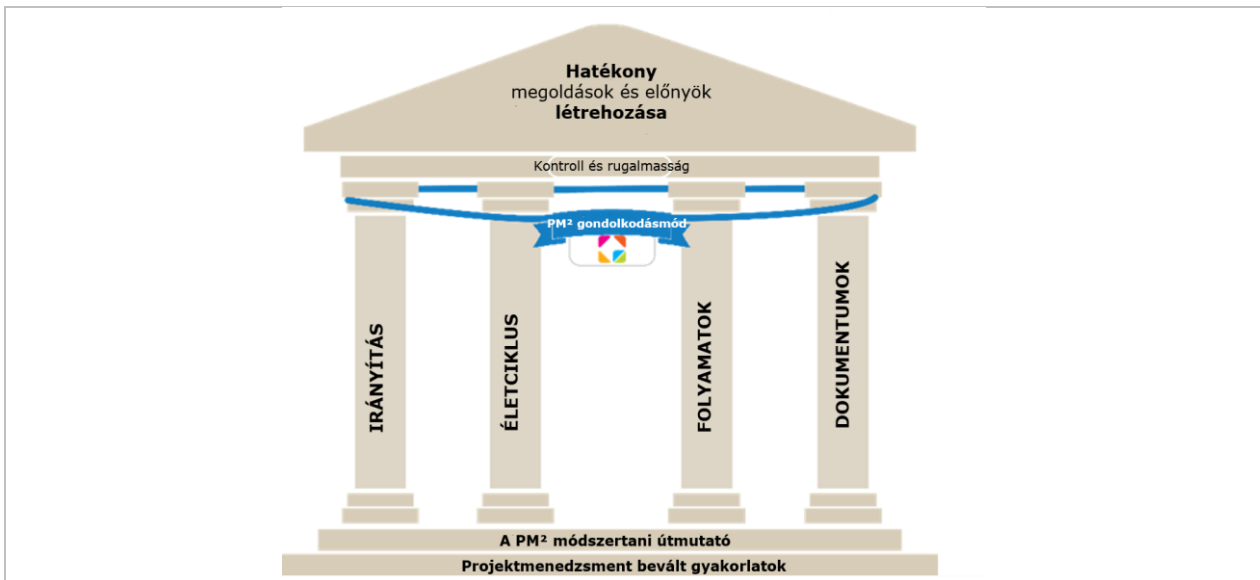 Hatékony
megoldások és előnyök
létrehozása
Kontroll és rugalmasság
PM² gondolkodásmód
IRÁNYÍTÁS
ÉLETCIKLUS
FOLYAMATOK
DOKUMENTUMOK
A PM² módszertani útmutató
Projektmenedzsment bevált gyakorlatok